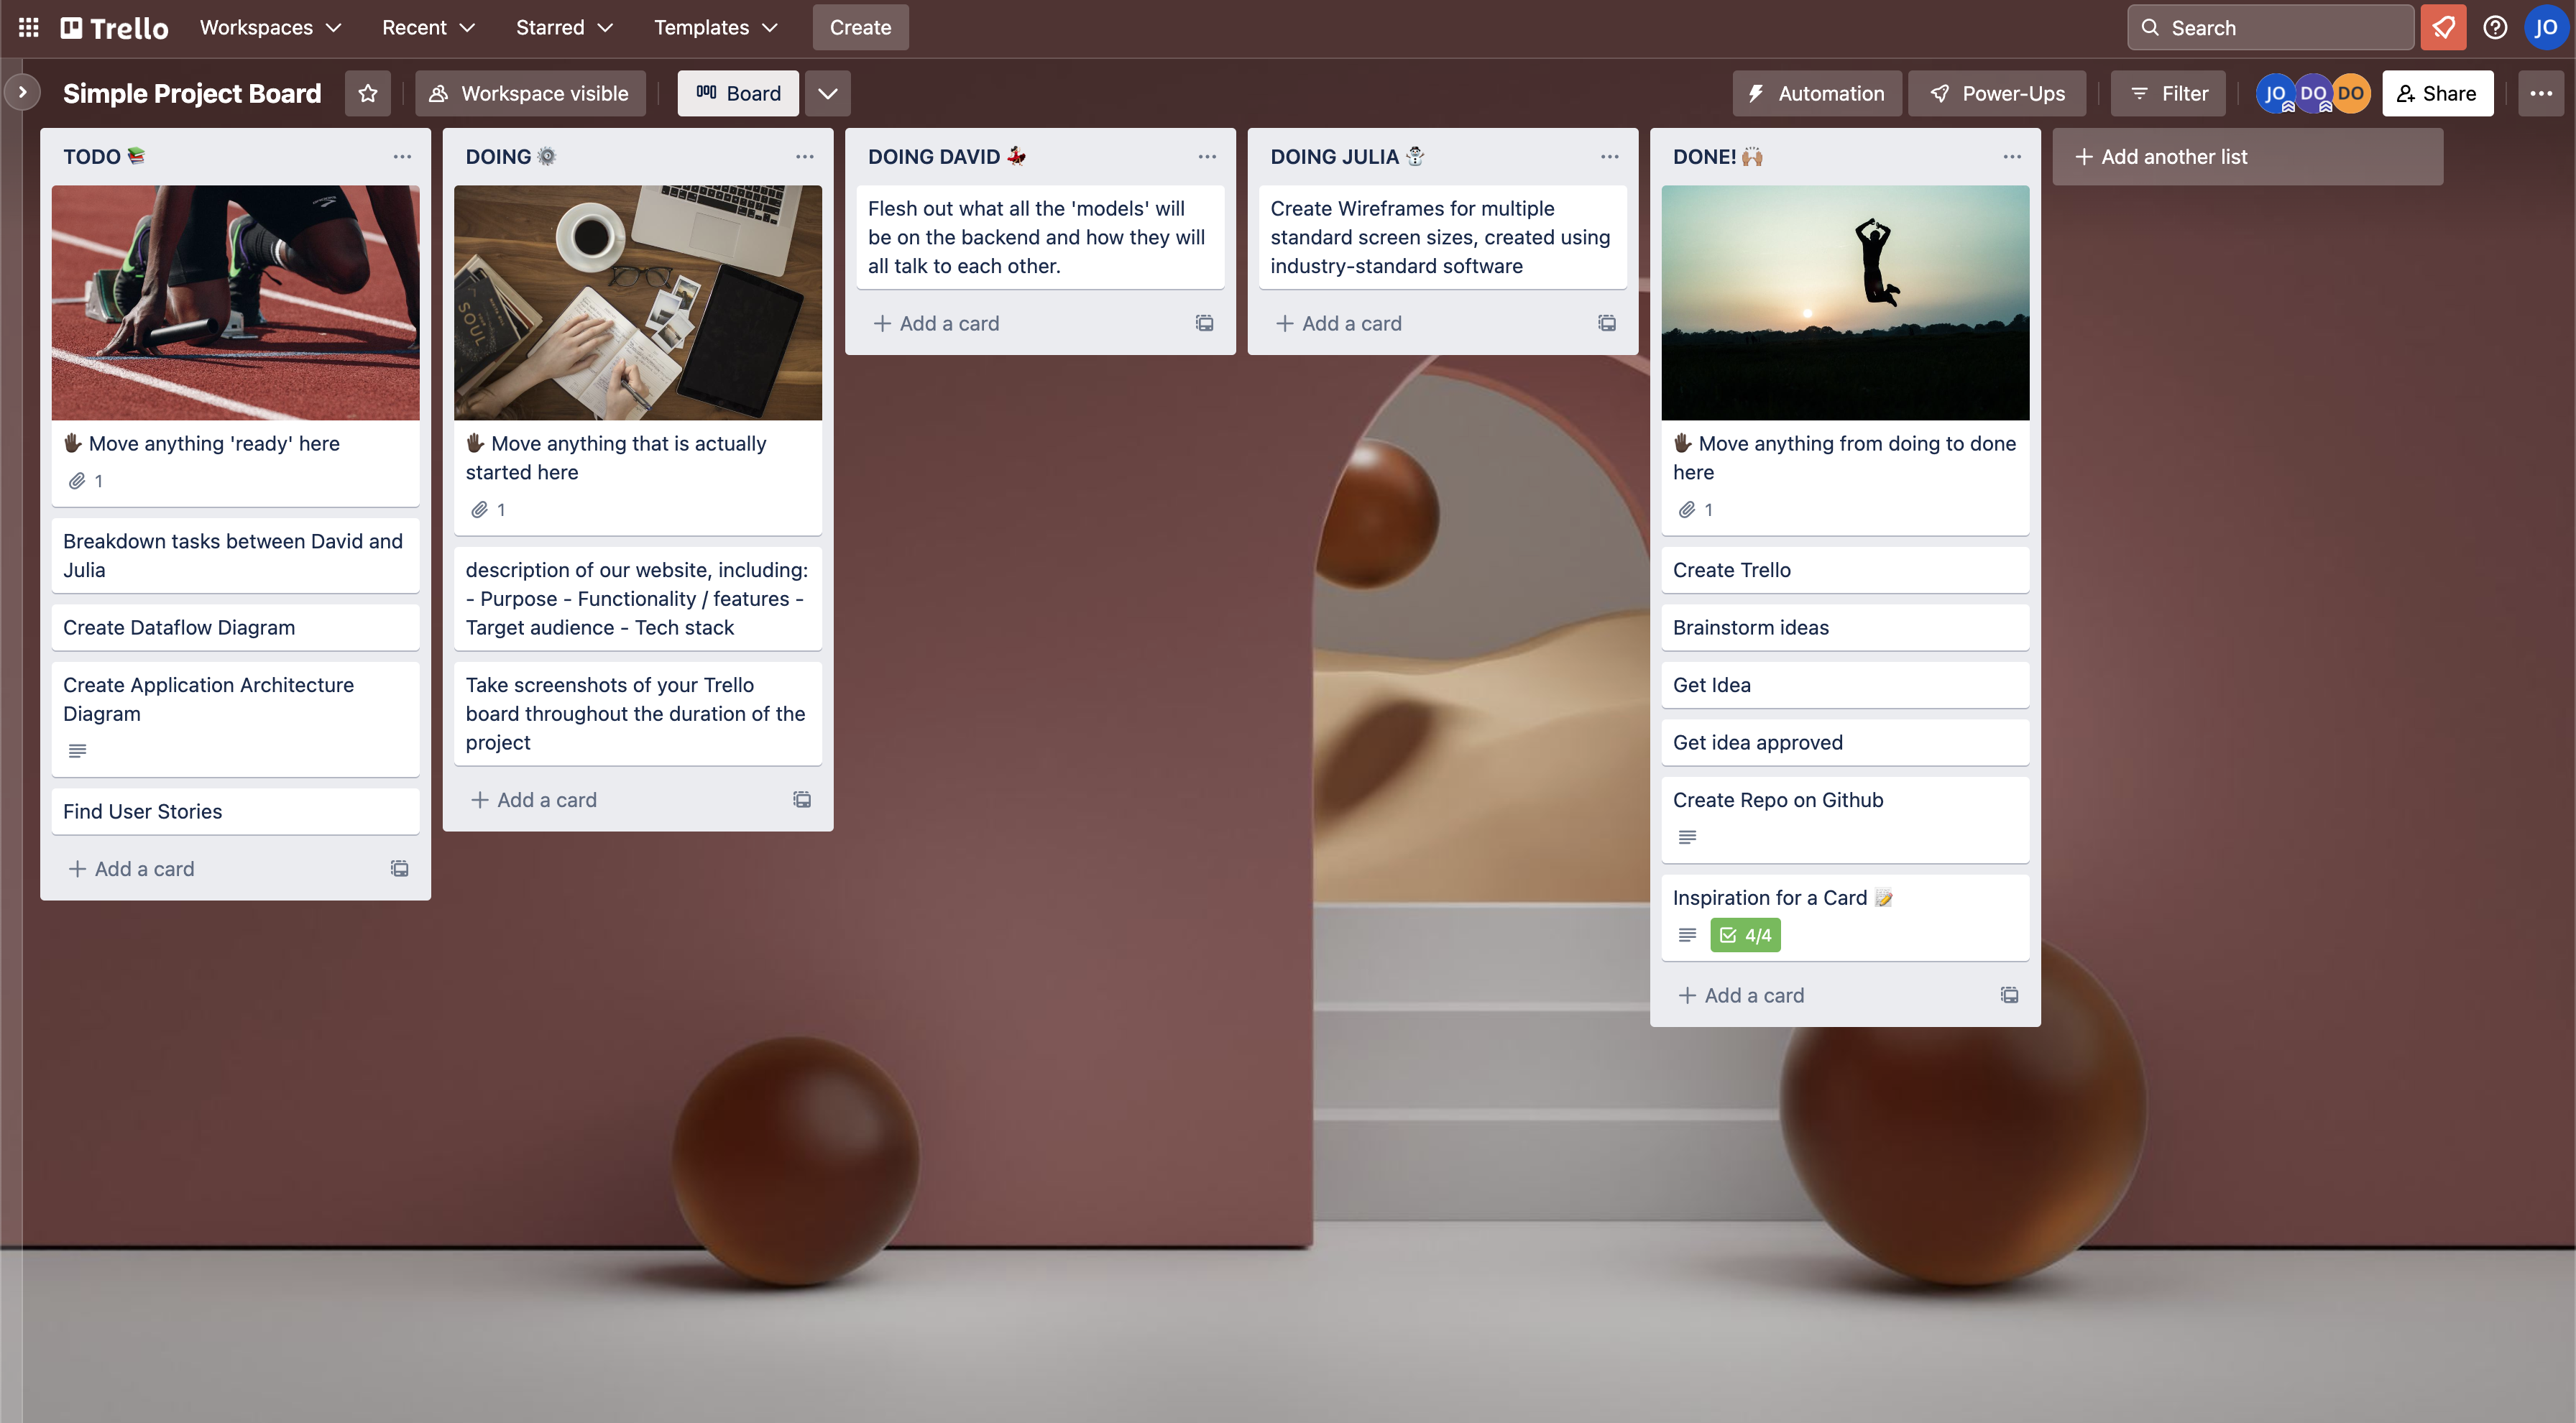 Trello
Workspaces
Recent
Starred
Templates
Create
Search
JO
Simple Project Board
Workspace visible
Board
Automation
Power-Ups
Filter
JO
DO
DO
Share
TODO 📚
Move anything 'ready' here
1
Breakdown tasks between David and
Julia
Create Dataflow Diagram
Create Application Architecture
Diagram
Find User Stories
+ Add a card
DOING ⚙️
SOUL
Move anything that is actually
started here
1
description of our website, including:
- Purpose - Functionality / features -
Target audience - Tech stack
Take screenshots of your Trello
board throughout the duration of the
project
+ Add a card
DOING DAVID 💃
Flesh out what all the 'models' will
be on the backend and how they will
all talk to each other.
+ Add a card
DOING JULIA ☃️
Create Wireframes for multiple
standard screen sizes, created using
industry-standard software
+ Add a card
DONE! 🙌🏽
Move anything from doing to done
here
1
Create Trello
Brainstorm ideas
Get Idea
Get idea approved
Create Repo on Github
Inspiration for a Card 📝
4/4
+ Add a card
+ Add another list